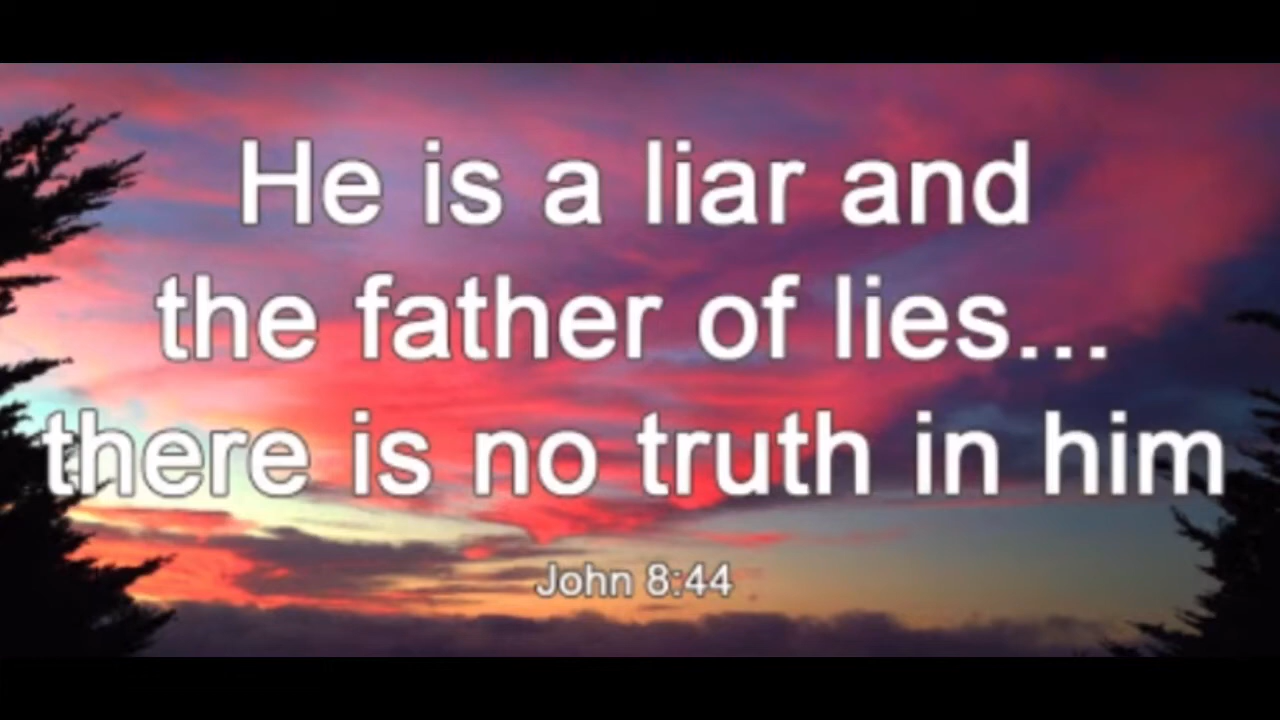 He is a liar and
the father of lies...
there is no truth in him
John 8:44